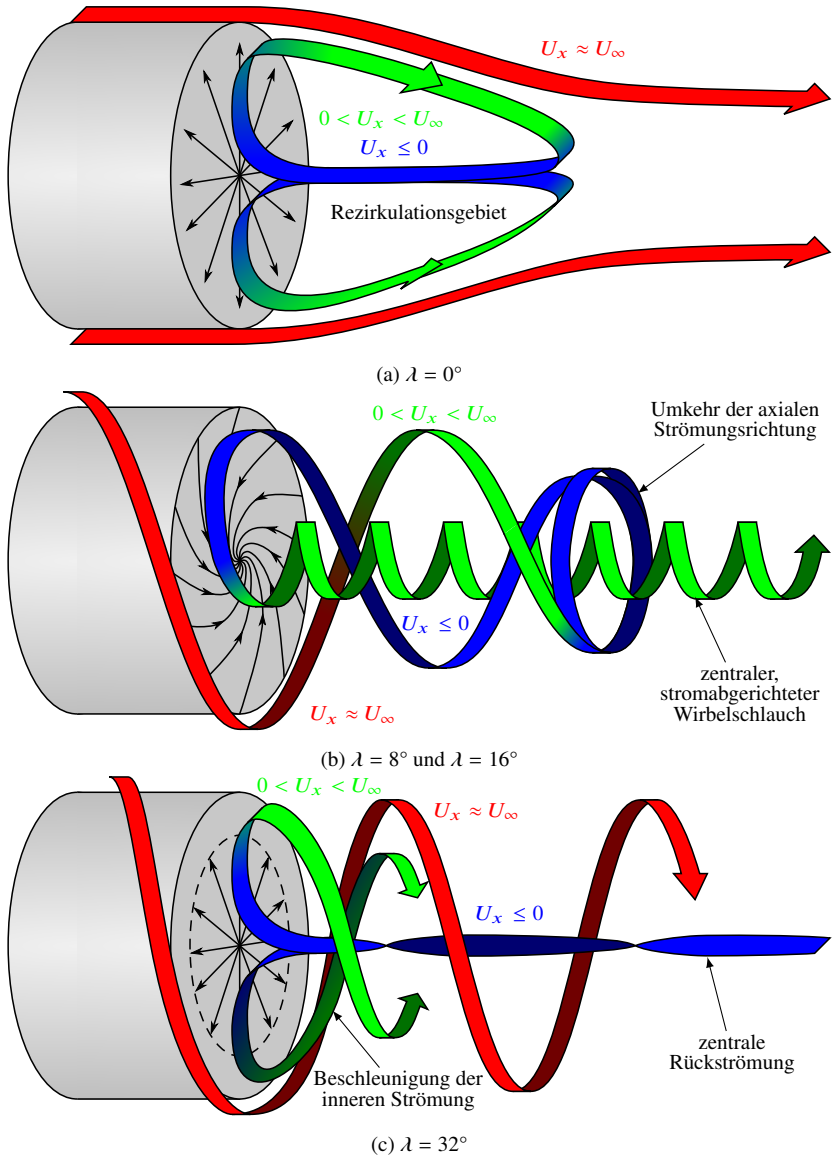 U_x ≈ U_∞
0 < U_x < U_∞
U_x ≤ 0
Rezirkulationsgebiet
(a) λ = 0°
0 < U_x < U_∞
Umkehr der axialen
Strömungsrichtung
U_x ≤ 0
zentraler,
stromabgerichteter
Wirbelschlauch
U_x ≈ U_∞
(b) λ = 8° und λ = 16°
0 < U_x < U_∞
U_x ≈ U_∞
U_x ≤ 0
zentrale
Rückströmung
Beschleunigung der
inneren Strömung
(c) λ = 32°